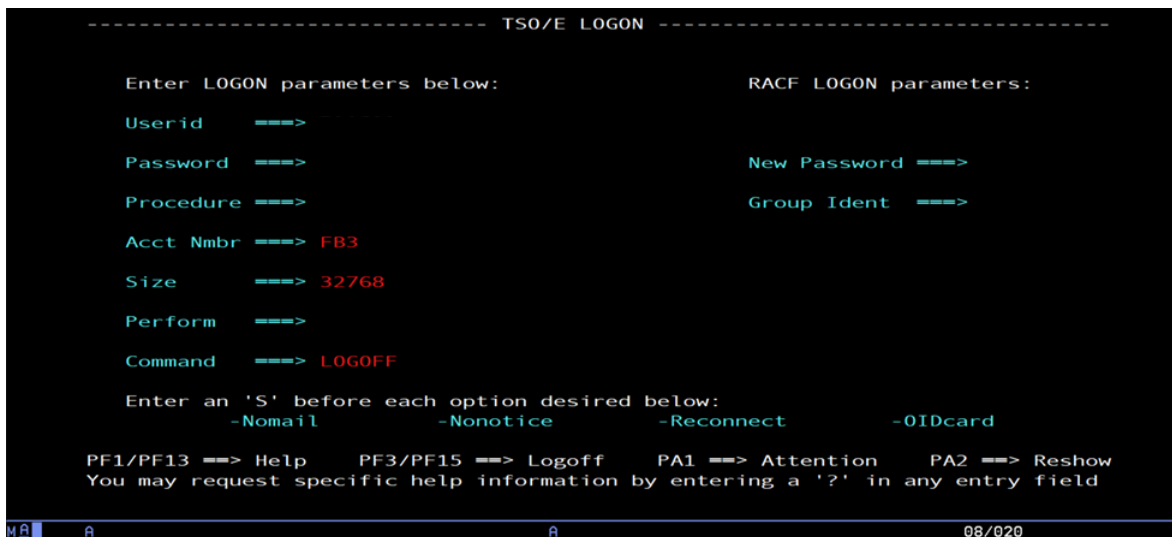 ------------------------------- TSO/E LOGON -----------------------------------
Enter LOGON parameters below: RACF LOGON parameters:
Userid ===>
Password ===> New Password ===>
Procedure ===> Group Ident ===>
Acct Nmbr ===> FB3
Size ===> 32768
Perform ===>
Command ===> LOGOFF
Enter an 'S' before each option desired below:
-Nomail -Nonotice -Reconnect -OIDcard
PF1/PF13 ==> Help PF3/PF15 ==> Logoff PA1 ==> Attention PA2 ==> Reshow
You may request specific help information by entering a '?' in any entry field
MA A A 08/020